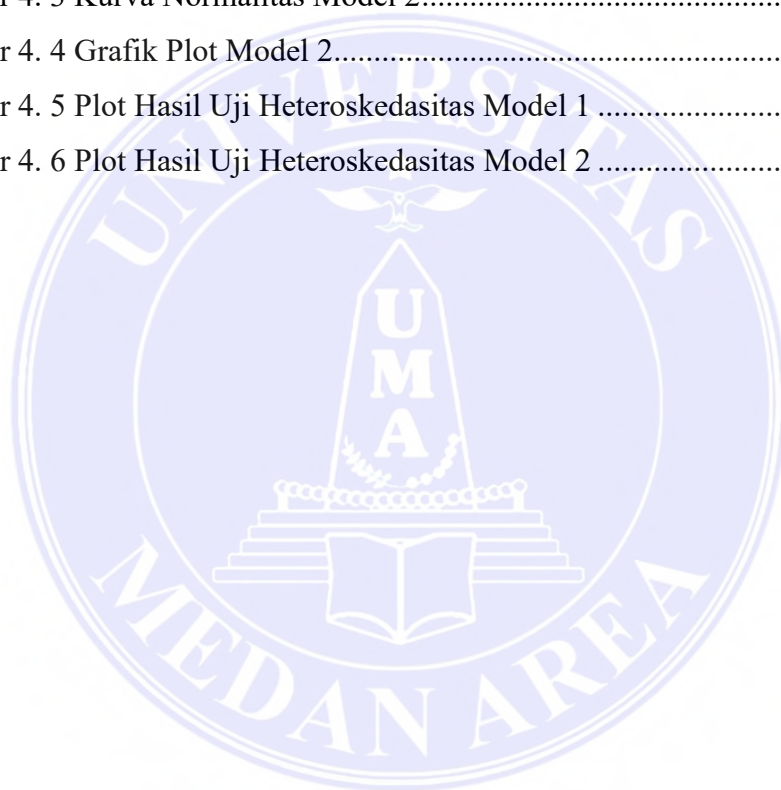 r 4. 3 Kurva Normalitas Model 2........................................
r 4. 4 Grafik Plot Model 2....................................................
r 4. 5 Plot Hasil Uji Heteroskedasitas Model 1 .....................
r 4. 6 Plot Hasil Uji Heteroskedasitas Model 2 .....................
UNIVERSITAS
U
M
A
MEDAN AREA